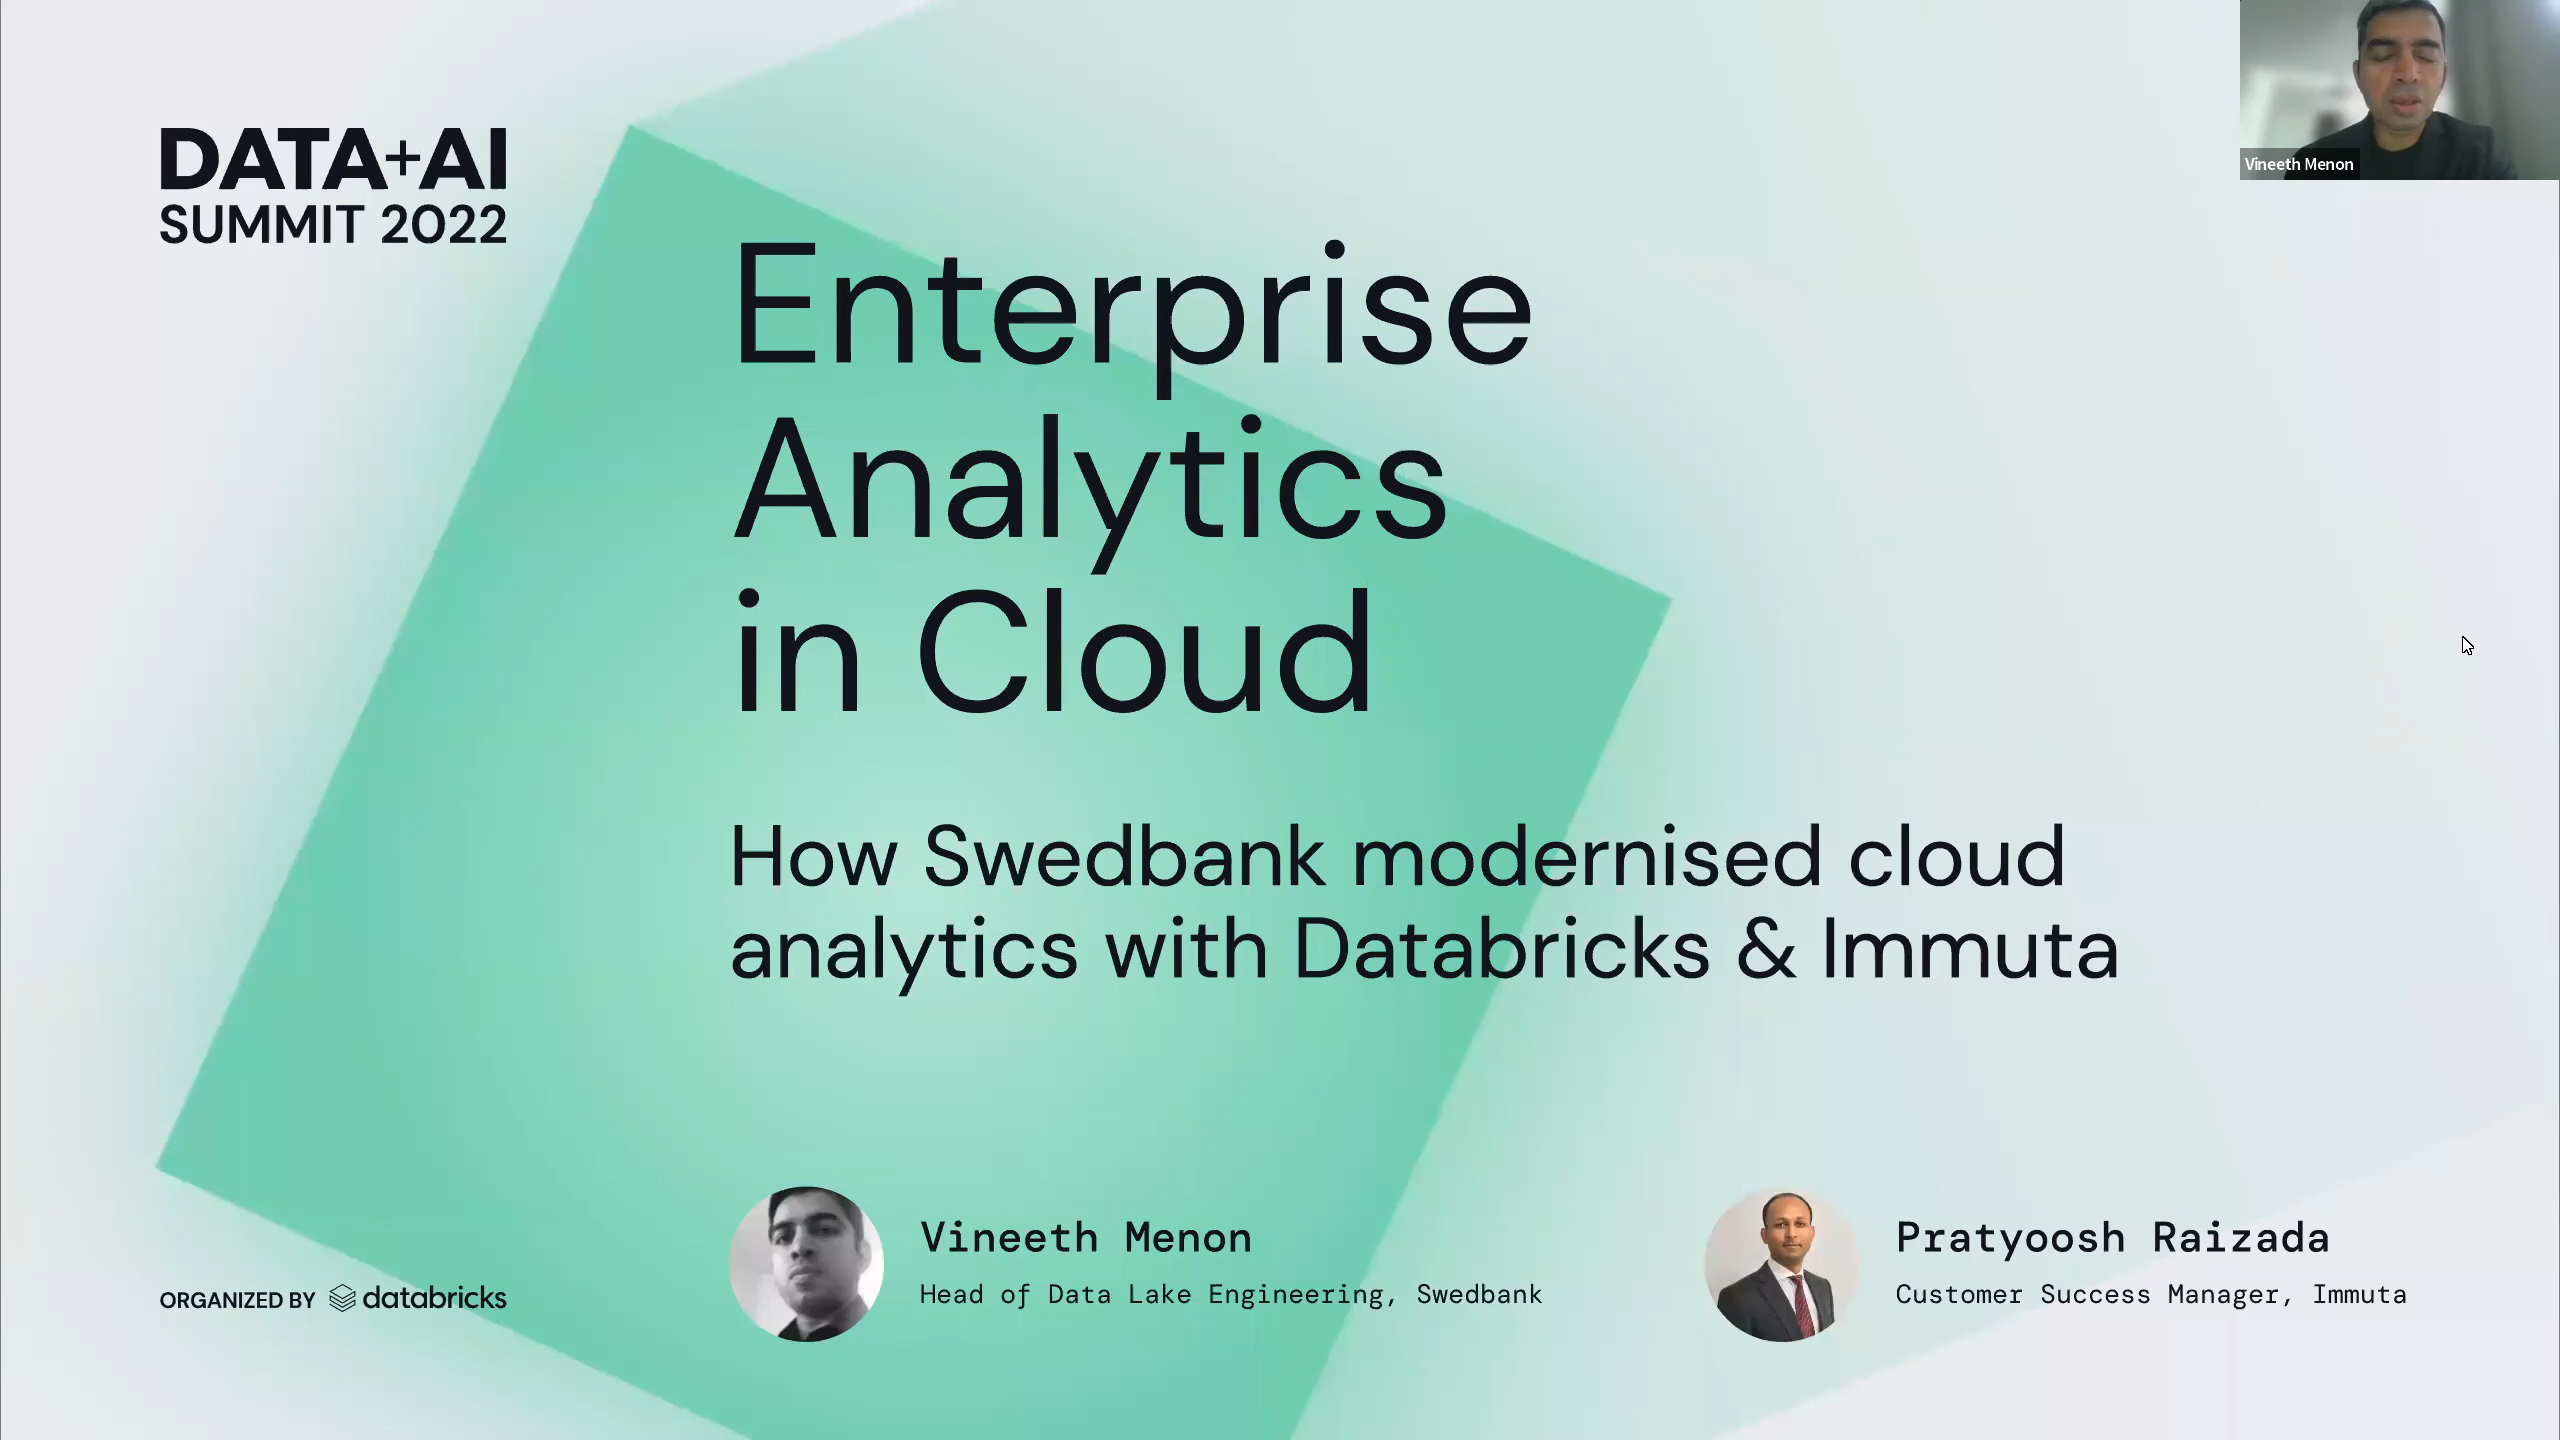 DATA+AI
SUMMIT 2022
Vineeth Menon
Enterprise
Analytics
in Cloud
How Swedbank modernised cloud
analytics with Databricks & Immuta
Vineeth Menon
Head of Data Lake Engineering, Swedbank
Pratyoosh Raizada
Customer Success Manager, Immuta
ORGANIZED BY databricks